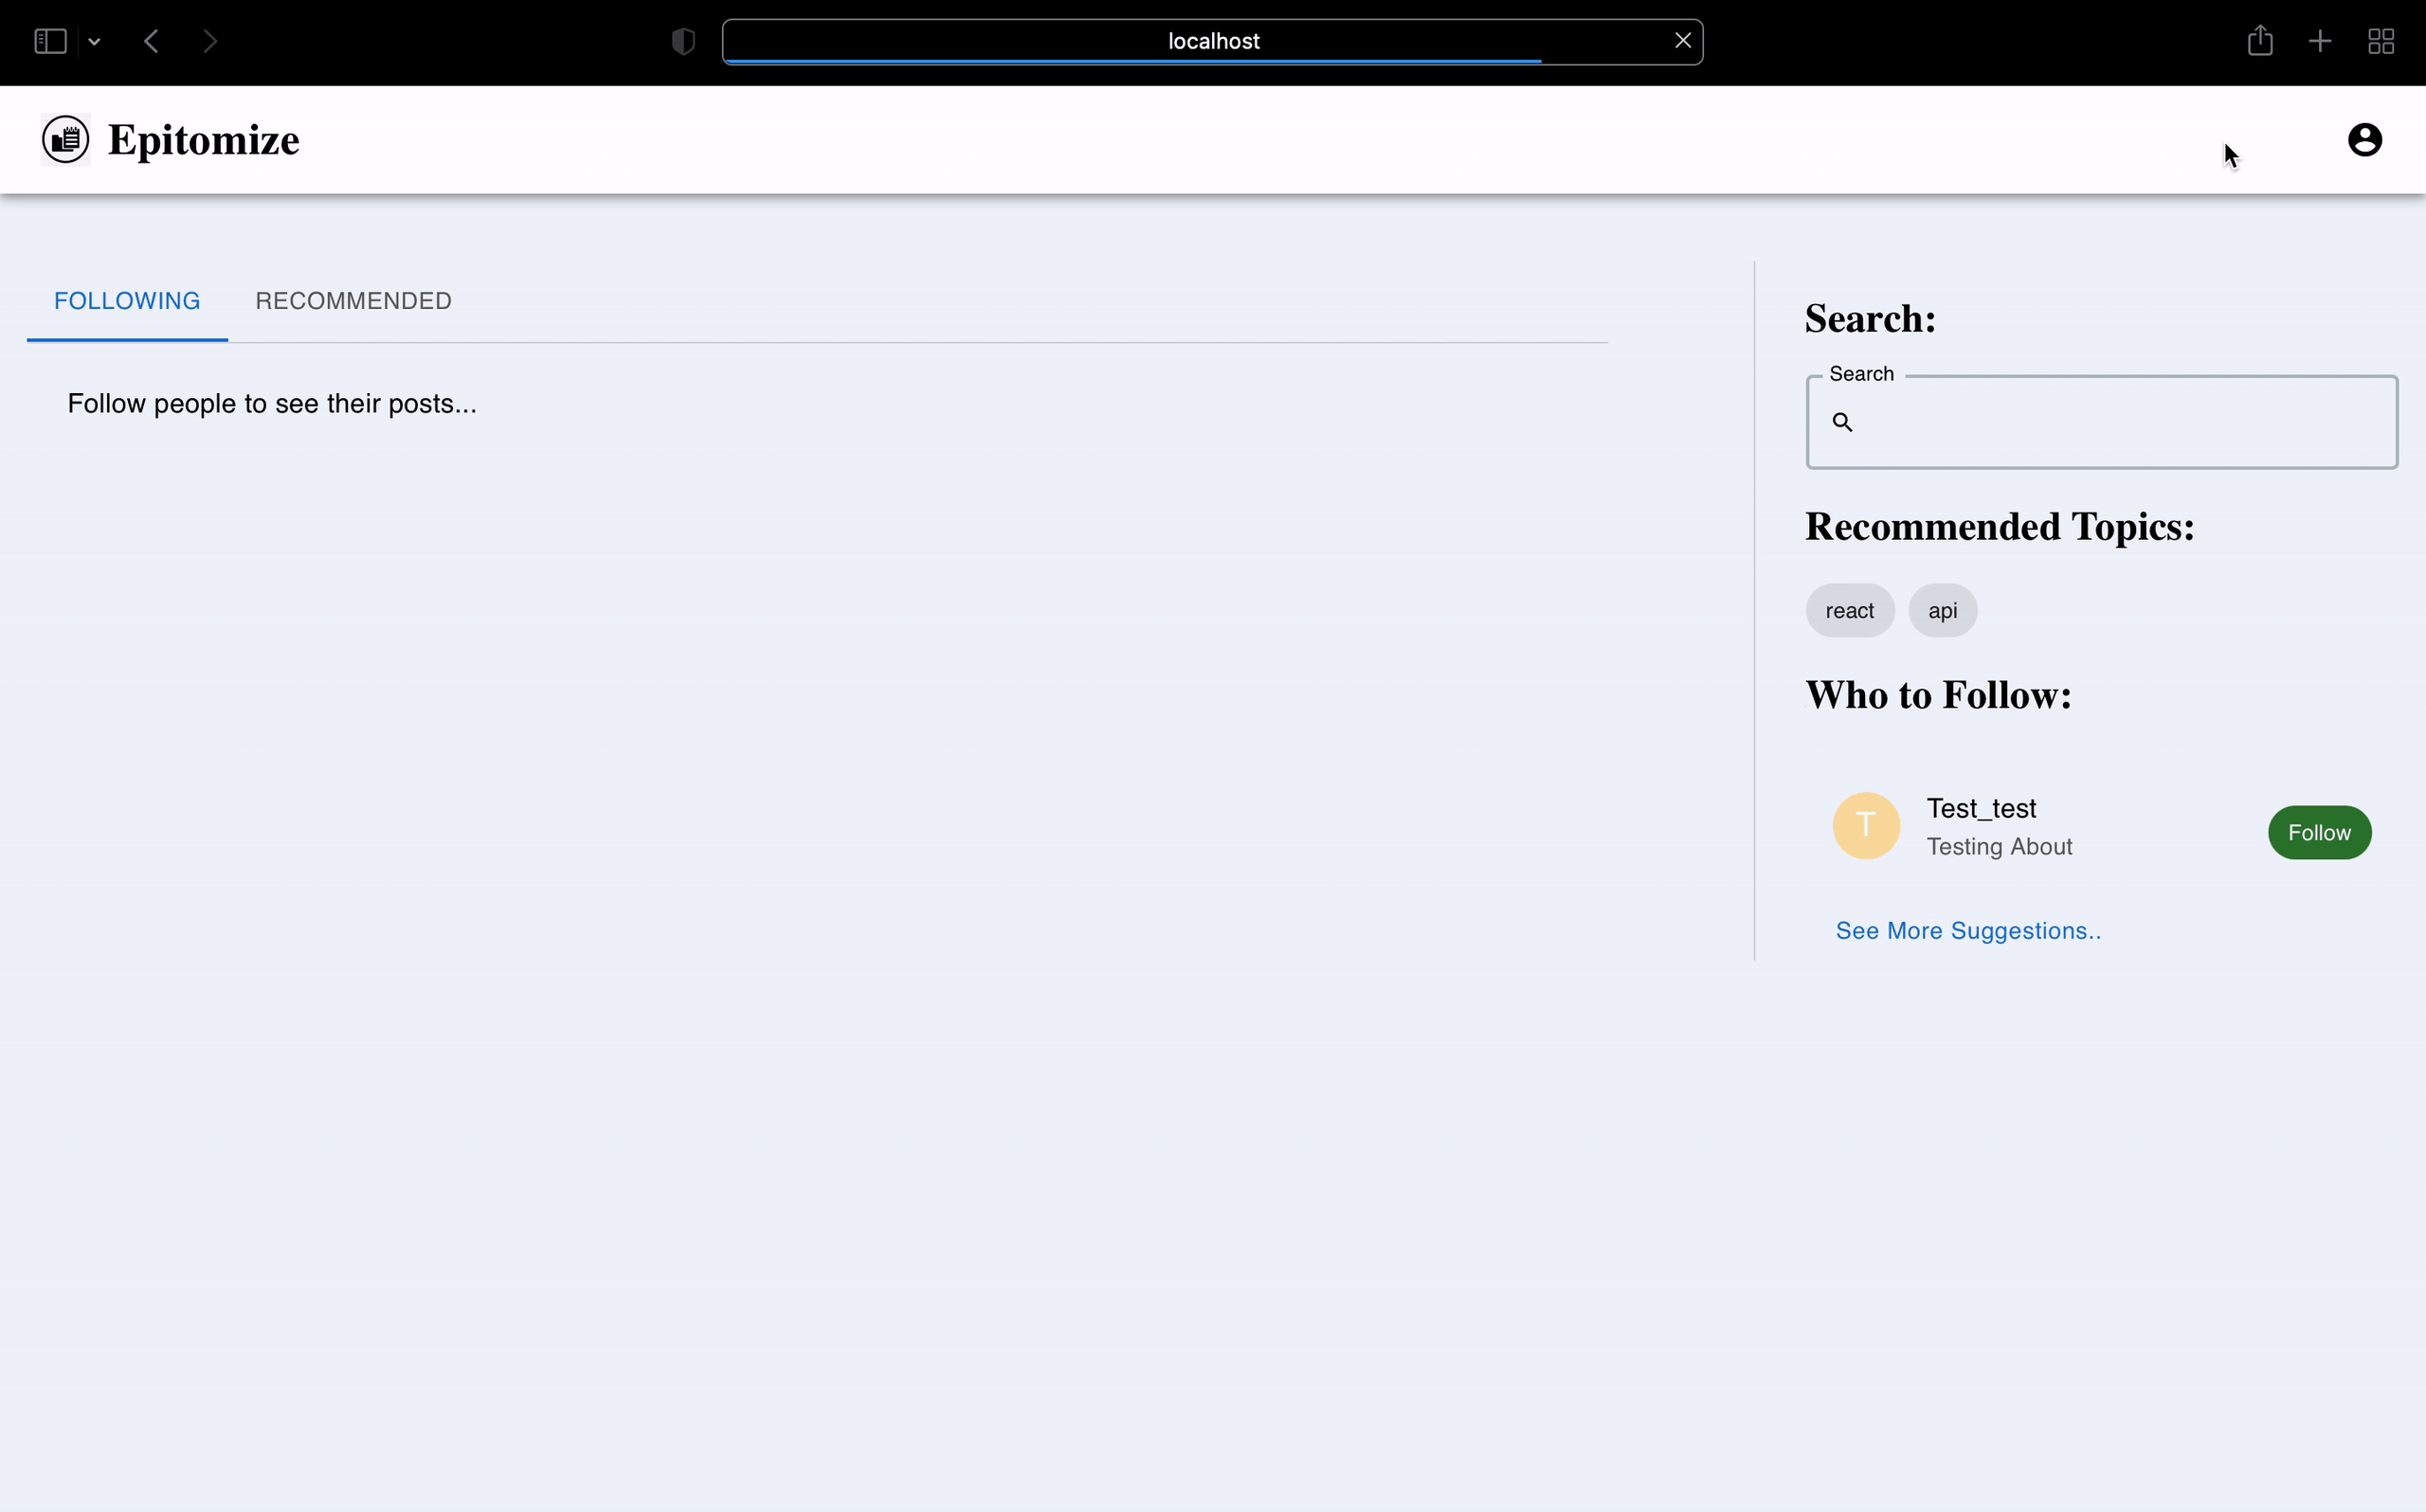 localhost
Epitomize
FOLLOWING RECOMMENDED
Follow people to see their posts...
Search:
Search
Recommended Topics:
react api
Who to Follow:
T
Test_test
Testing About
Follow
See More Suggestions..